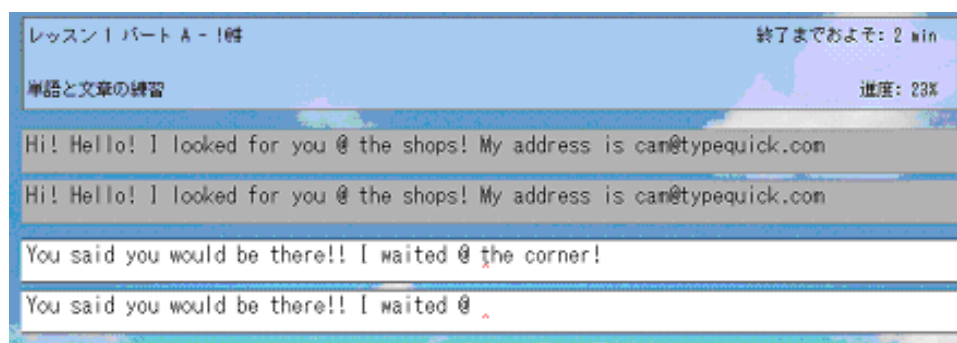 レッスン 1 パート A - !@#
終了までおよそ: 2 min
単語と文章の練習
進度: 23%
Hi! Hello! I looked for you @ the shops! My address is cam@typequick.com
Hi! Hello! I looked for you @ the shops! My address is cam@typequick.com
You said you would be there!! I waited @ the corner!
You said you would be there!! I waited @